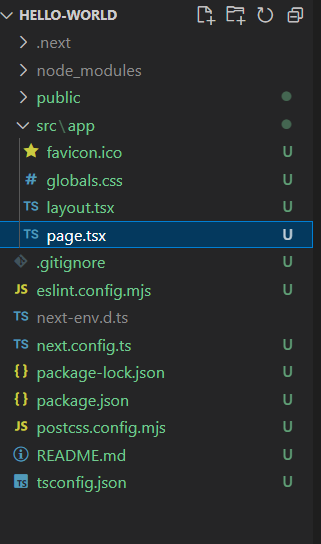 HELLO-WORLD
.next
node_modules
public
src\app
favicon.ico U
# globals.css U
TS layout.tsx U
TS page.tsx U
.gitignore U
JS eslint.config.mjs U
TS next-env.d.ts
TS next.config.ts U
{} package-lock.json U
{} package.json U
JS postcss.config.mjs U
README.md U
TS tsconfig.json U